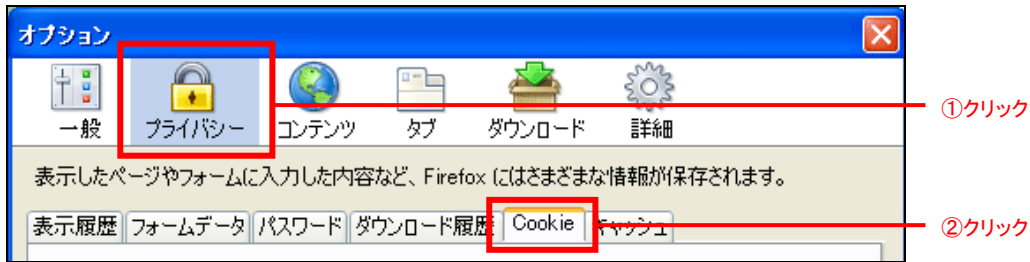 オプション
一般 プライバシー コンテンツ タブ ダウンロード 詳細
①クリック
表示したページやフォームに入力した内容など、Firefox にはさまざまな情報が保存されます。
表示履歴 フォームデータ パスワード ダウンロード履歴 Cookie キャッシュ
②クリック